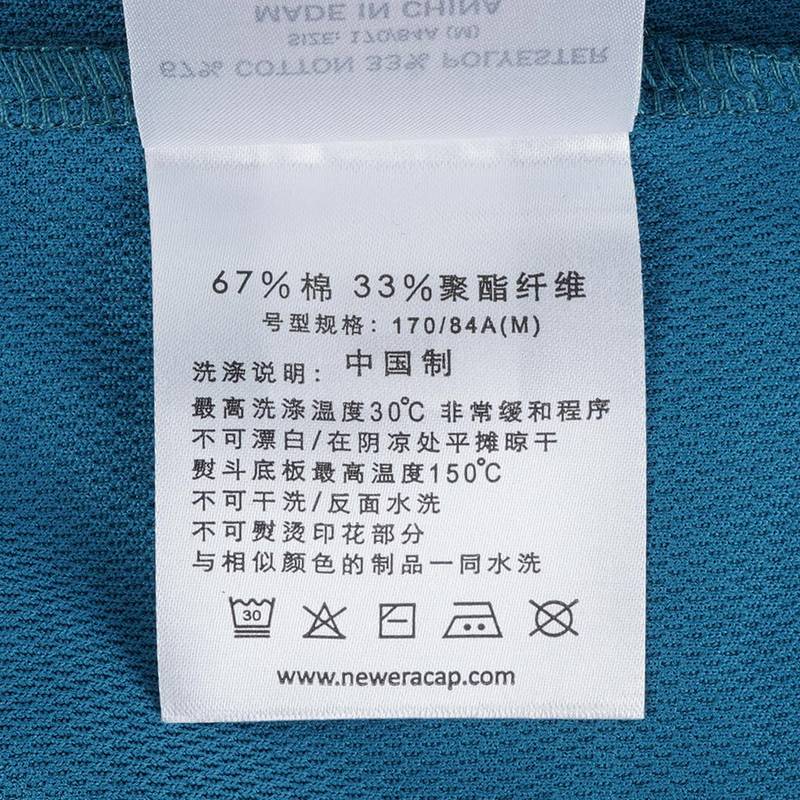 MADE IN CHINA
SIZE: 170/84A (M)
67% COTTON 33% POLYESTER
67% 棉 33% 聚酯纤维
号型规格: 170/84A(M)
中国制
洗涤说明:
最高洗涤温度30℃ 非常缓和程序
不可漂白/在阴凉处平摊晾干
熨斗底板最高温度150℃
不可干洗/反面水洗
不可熨烫印花部分
与相似颜色的制品一同水洗
30
www.neweracap.com